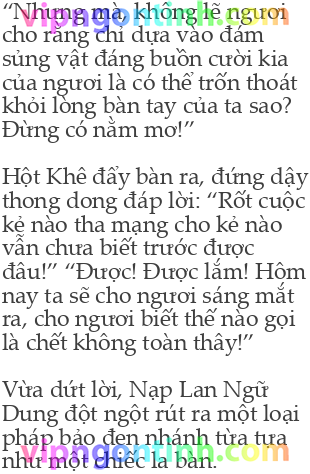 “Nhưng mà, không lẽ ngươi
cho rằng chỉ dựa vào đám
sủng vật đáng buồn cười kia
của ngươi là có thể trốn thoát
khỏi lòng bàn tay của ta sao?
Đừng có nằm mơ!”
Hột Khê đẩy bàn ra, đứng dậy
thong dong đáp lời: “Rốt cuộc
kẻ nào tha mạng cho kẻ nào
vẫn chưa biết trước được
đâu!” “Được! Được lắm! Hôm
nay ta sẽ cho ngươi sáng mắt
ra, cho ngươi biết thế nào gọi
là chết không toàn thây!”
Vừa dứt lời, Nạp Lan Ngữ
Dung đột ngột rút ra một loại
pháp bảo đen nhánh từa tựa
như một chiếc la bàn.
vipngontinh.com
vipngontinh.com